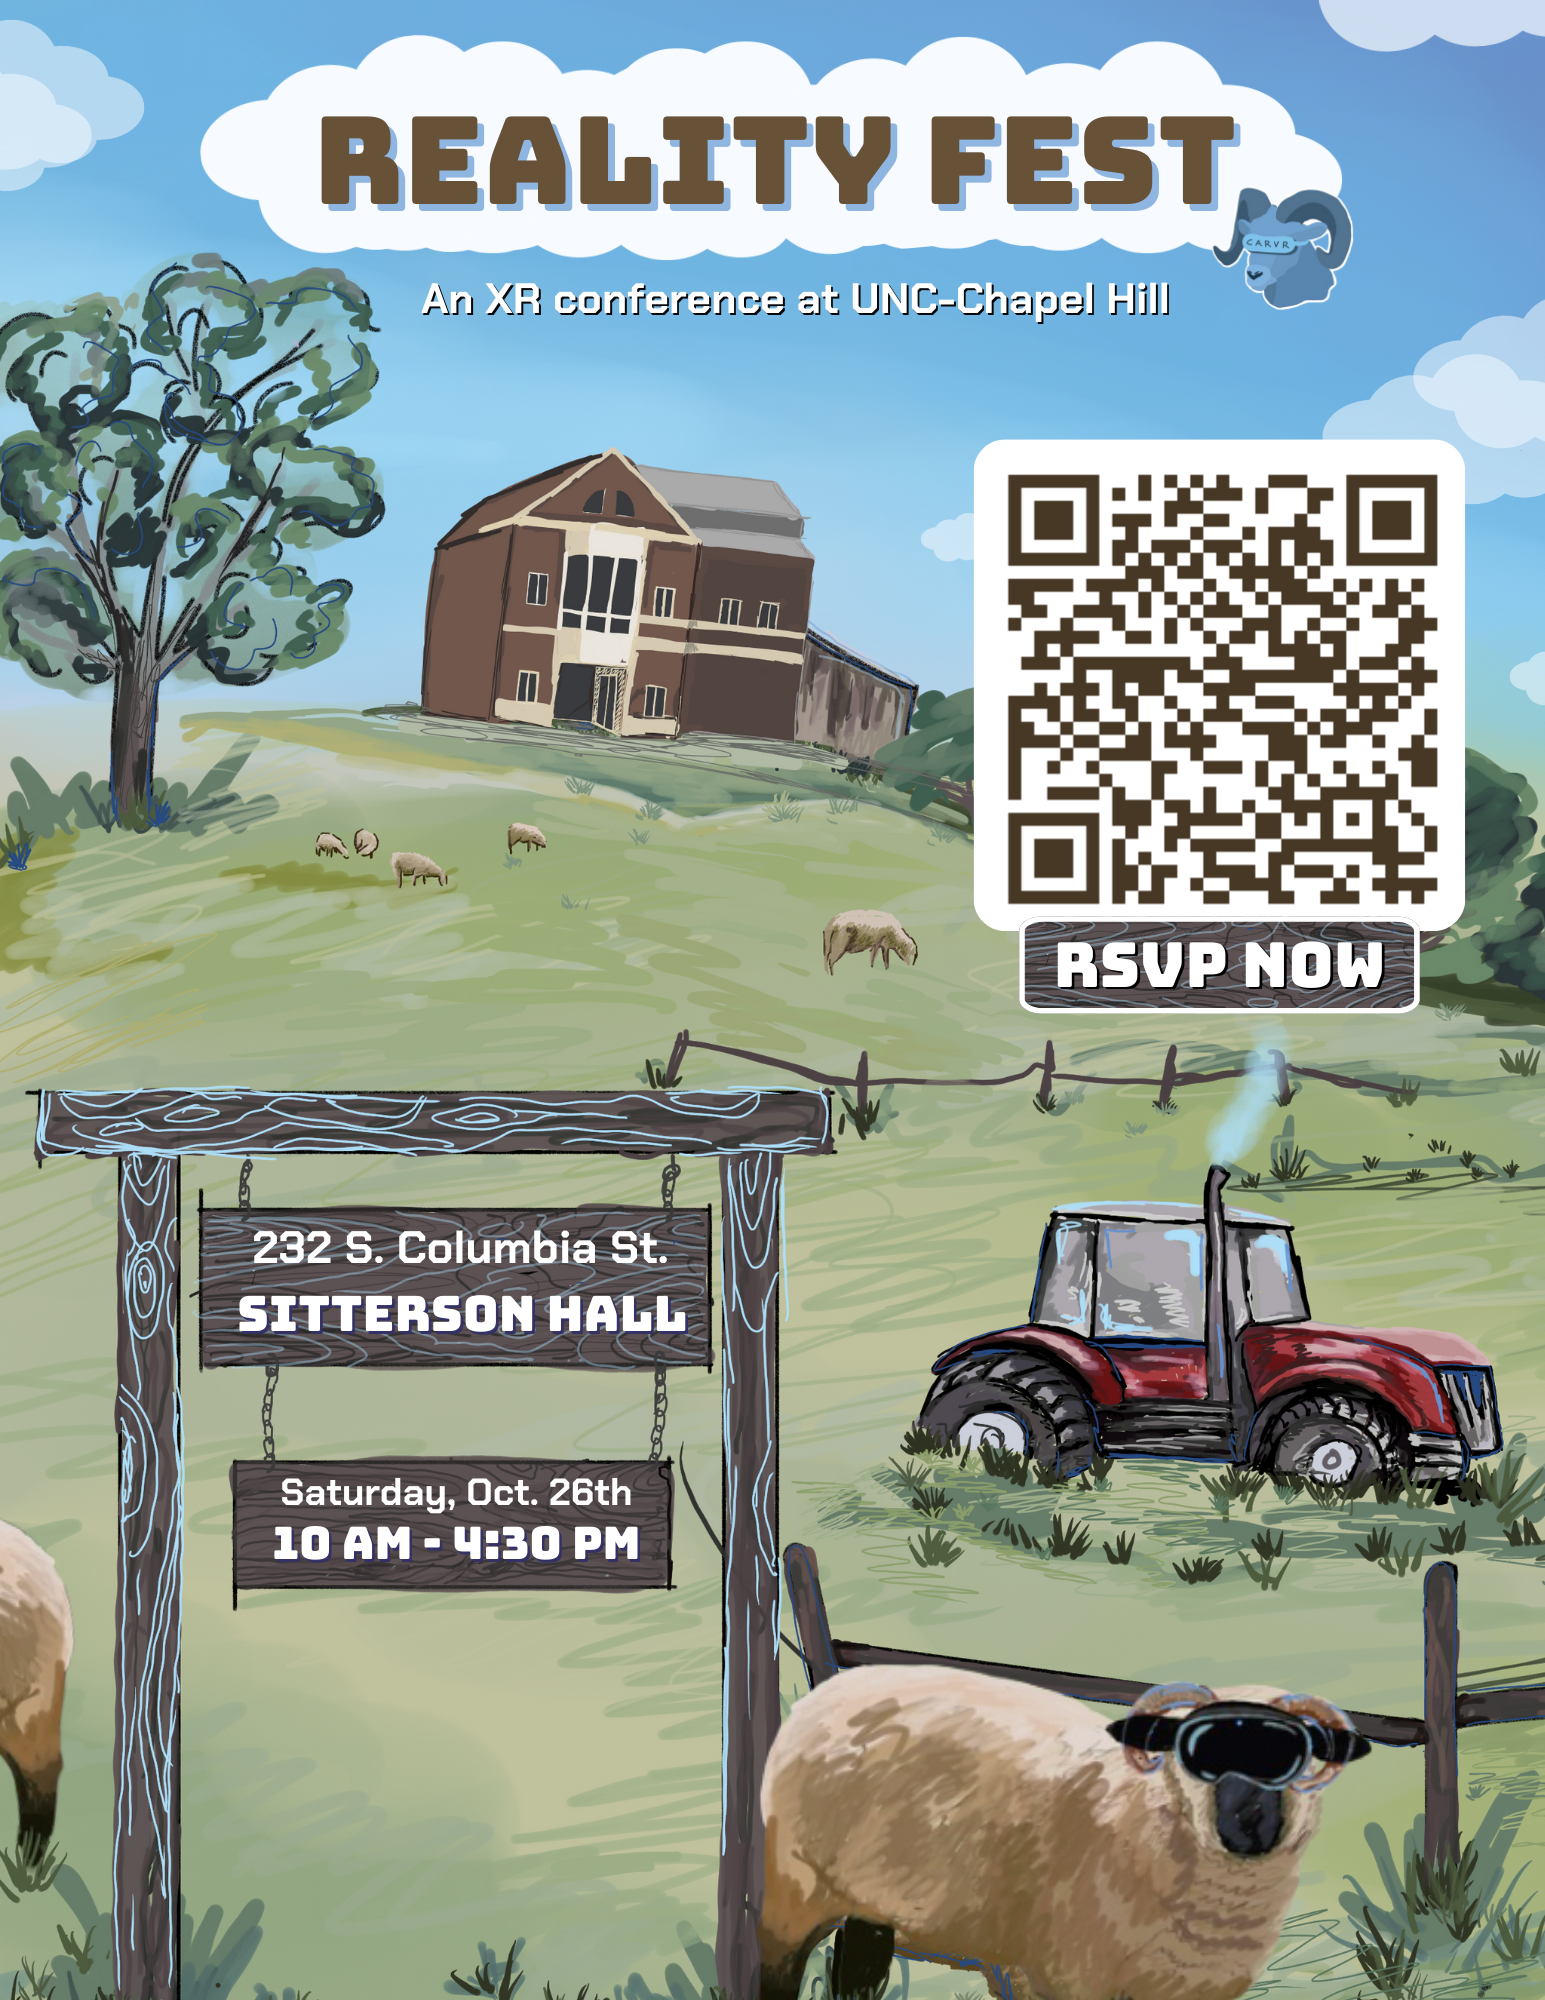 REALITY FEST
CARVR
An XR conference at UNC-Chapel Hill
RSVP NOW
232 S. Columbia St.
SITTERSON HALL
Saturday, Oct. 26th
10 AM - 4:30 PM